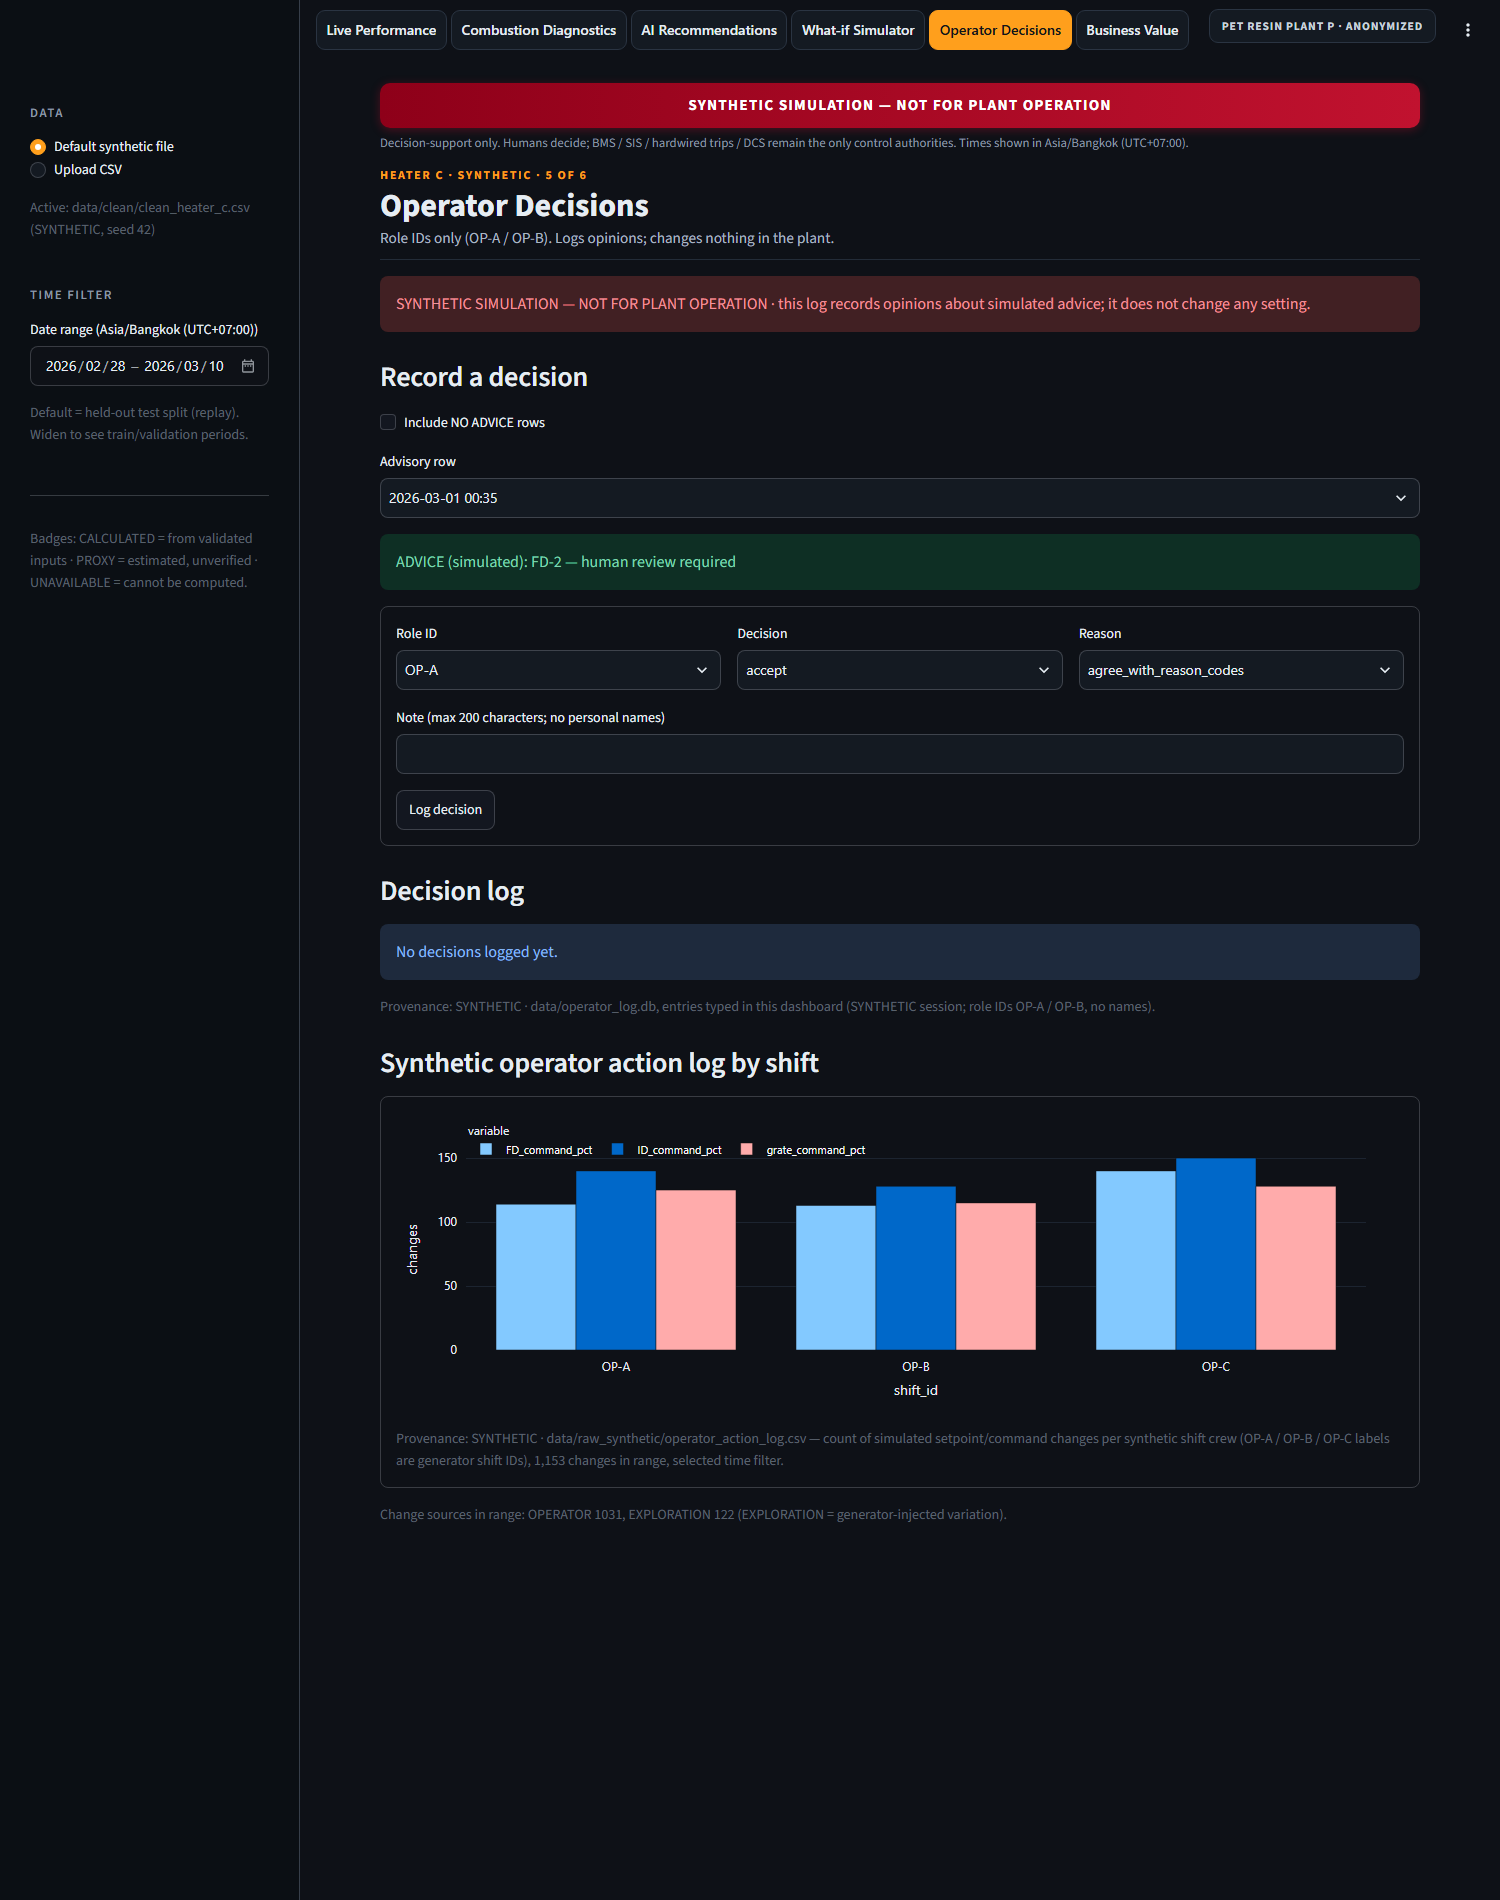 Live Performance
Combustion Diagnostics
AI Recommendations
What-if Simulator
Operator Decisions
Business Value
PET RESIN PLANT P · ANONYMIZED
DATA
Default synthetic file
Upload CSV
Active: data/clean/clean_heater_c.csv
(SYNTHETIC, seed 42)
TIME FILTER
Date range (Asia/Bangkok (UTC+07:00))
2026/02/28 – 2026/03/10
Default = held-out test split (replay).
Widen to see train/validation periods.
Badges: CALCULATED = from validated
inputs · PROXY = estimated, unverified ·
UNAVAILABLE = cannot be computed.
SYNTHETIC SIMULATION — NOT FOR PLANT OPERATION
Decision-support only. Humans decide; BMS / SIS / hardwired trips / DCS remain the only control authorities. Times shown in Asia/Bangkok (UTC+07:00).
HEATER C · SYNTHETIC · 5 OF 6
Operator Decisions
Role IDs only (OP-A / OP-B). Logs opinions; changes nothing in the plant.
SYNTHETIC SIMULATION — NOT FOR PLANT OPERATION · this log records opinions about simulated advice; it does not change any setting.
Record a decision
Include NO ADVICE rows
Advisory row
2026-03-01 00:35
ADVICE (simulated): FD-2 — human review required
Role ID
Decision
Reason
OP-A
accept
agree_with_reason_codes
Note (max 200 characters; no personal names)
Log decision
Decision log
No decisions logged yet.
Provenance: SYNTHETIC · data/operator_log.db, entries typed in this dashboard (SYNTHETIC session; role IDs OP-A / OP-B, no names).
Synthetic operator action log by shift
variable
FD_command_pct
ID_command_pct
grate_command_pct
150
100
50
0
changes
OP-A
OP-B
OP-C
shift_id
Provenance: SYNTHETIC · data/raw_synthetic/operator_action_log.csv — count of simulated setpoint/command changes per synthetic shift crew (OP-A / OP-B / OP-C labels
are generator shift IDs), 1,153 changes in range, selected time filter.
Change sources in range: OPERATOR 1031, EXPLORATION 122 (EXPLORATION = generator-injected variation).